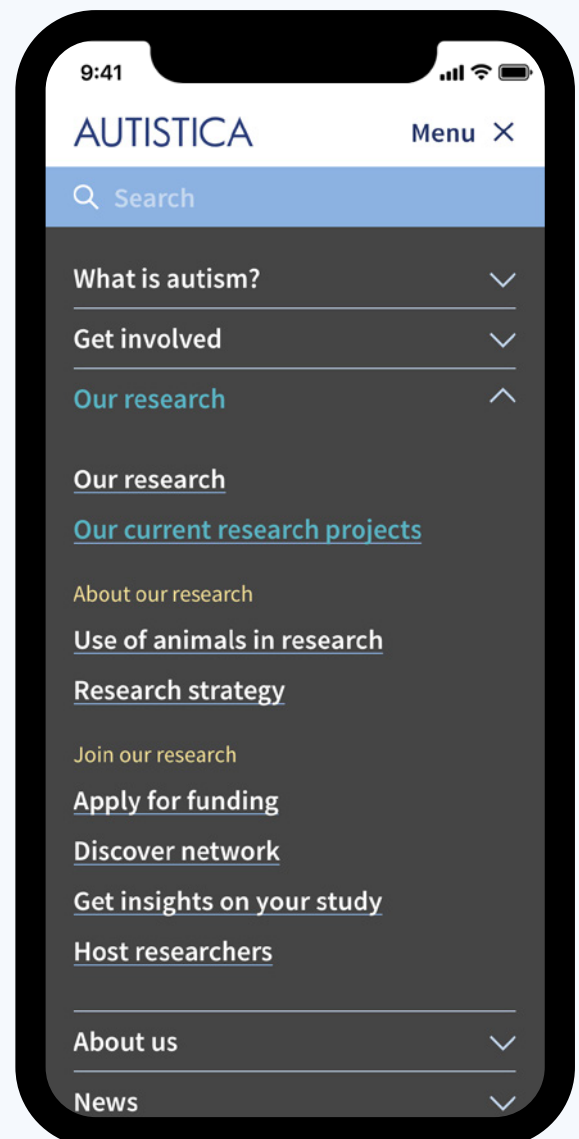 9:41
AUTISTICA
Menu
Search
What is autism?
Get involved
Our research
Our research
Our current research projects
About our research
Use of animals in research
Research strategy
Join our research
Apply for funding
Discover network
Get insights on your study
Host researchers
About us
News